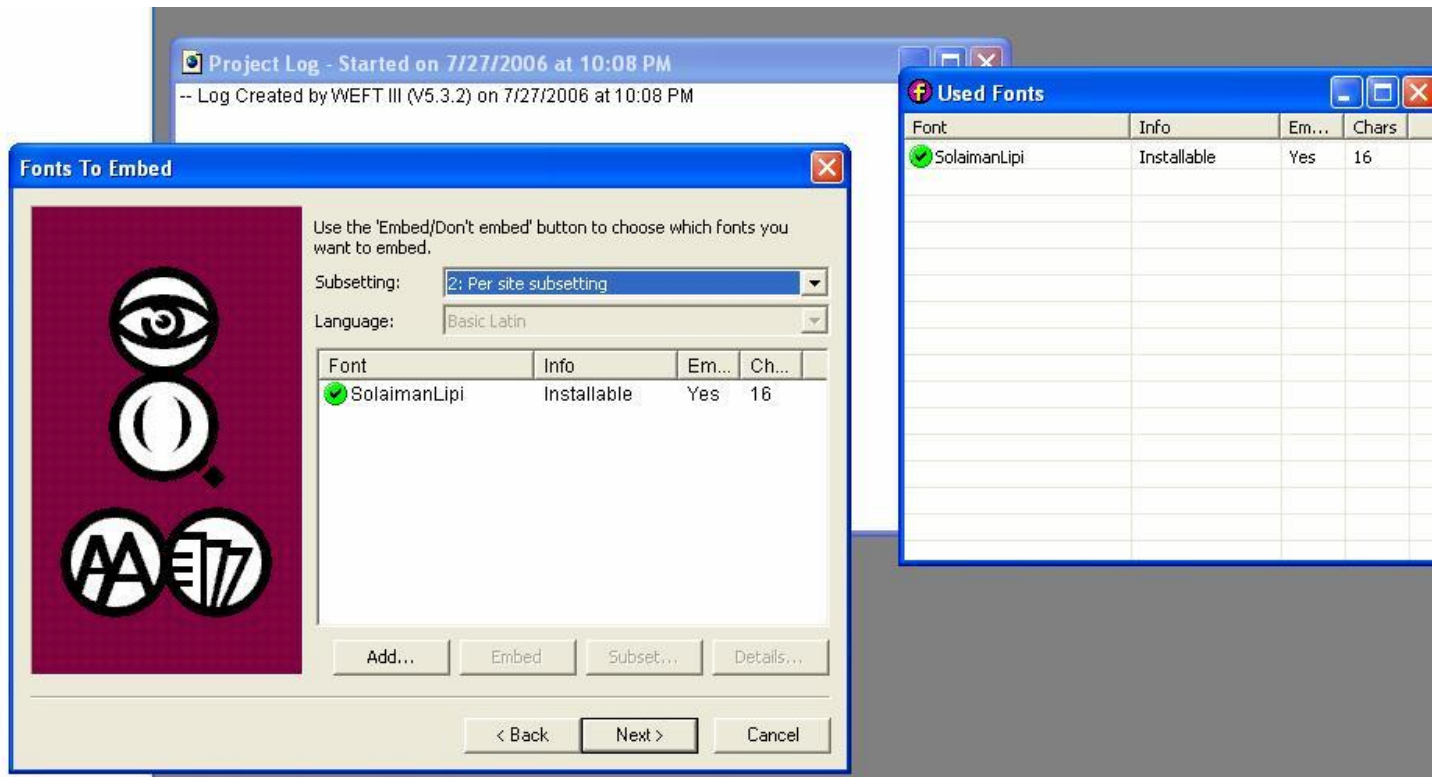 Project Log - Started on 7/27/2006 at 10:08 PM
-- Log Created by WEFT III (V5.3.2) on 7/27/2006 at 10:08 PM
Used Fonts
Font Info Em... Chars
SolaimanLipi Installable Yes 16
Fonts To Embed
Use the 'Embed/Don't embed' button to choose which fonts you
want to embed.
Subsetting: 2: Per site subsetting
Language: Basic Latin
Font Info Em... Ch...
SolaimanLipi Installable Yes 16
Add... Embed Subset... Details...
< Back Next > Cancel